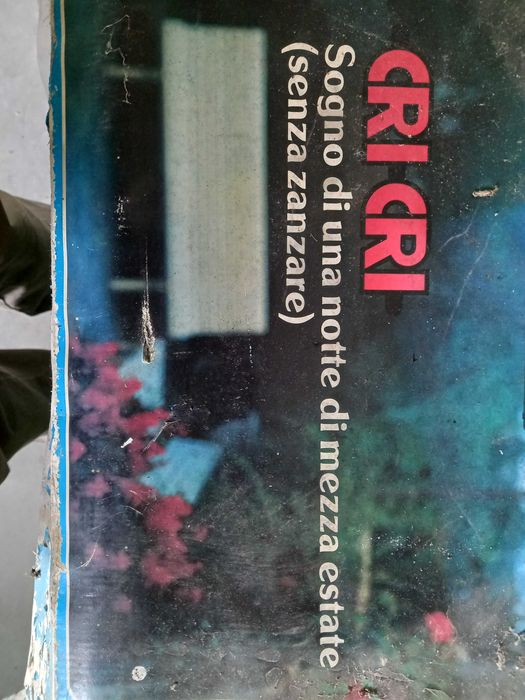 CRI CRI
Sogno di una notte di mezza estate
(senza zanzare)